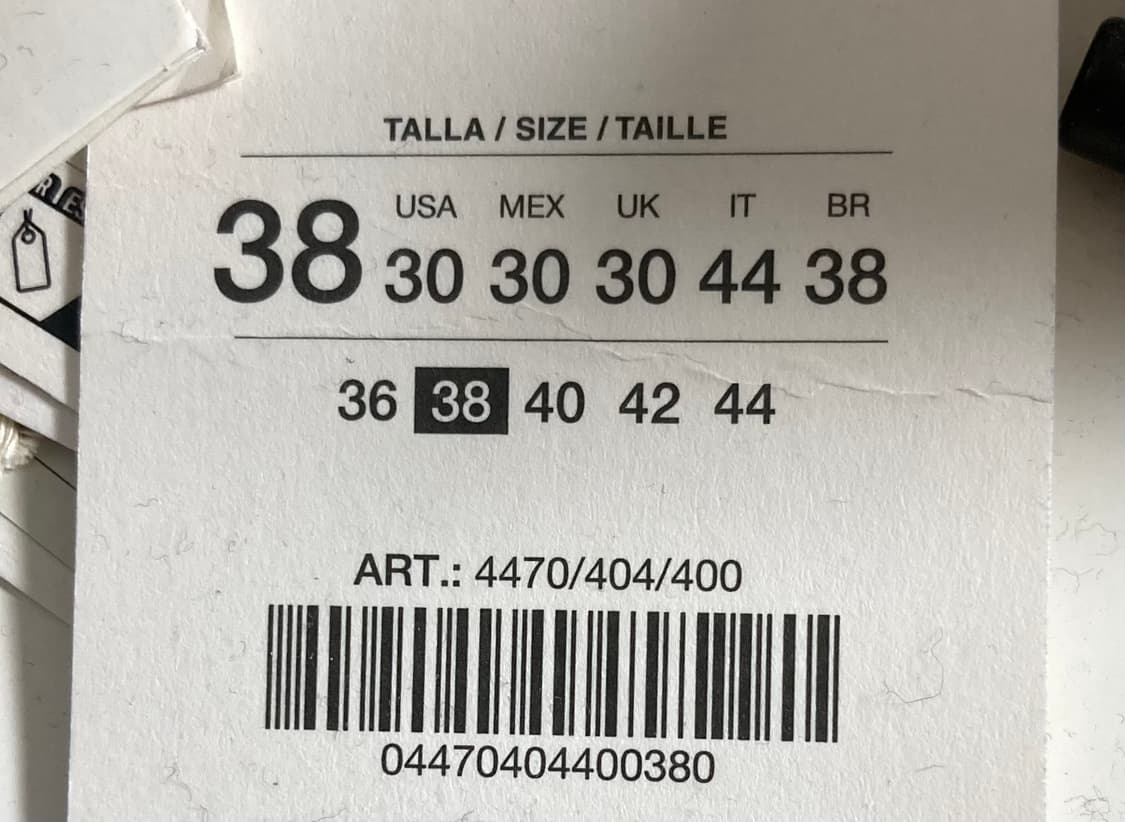 TALLA / SIZE / TAILLE
USA MEX UK IT BR
38 30 30 30 44 38
36 38 40 42 44
ART.: 4470/404/400
04470404400380